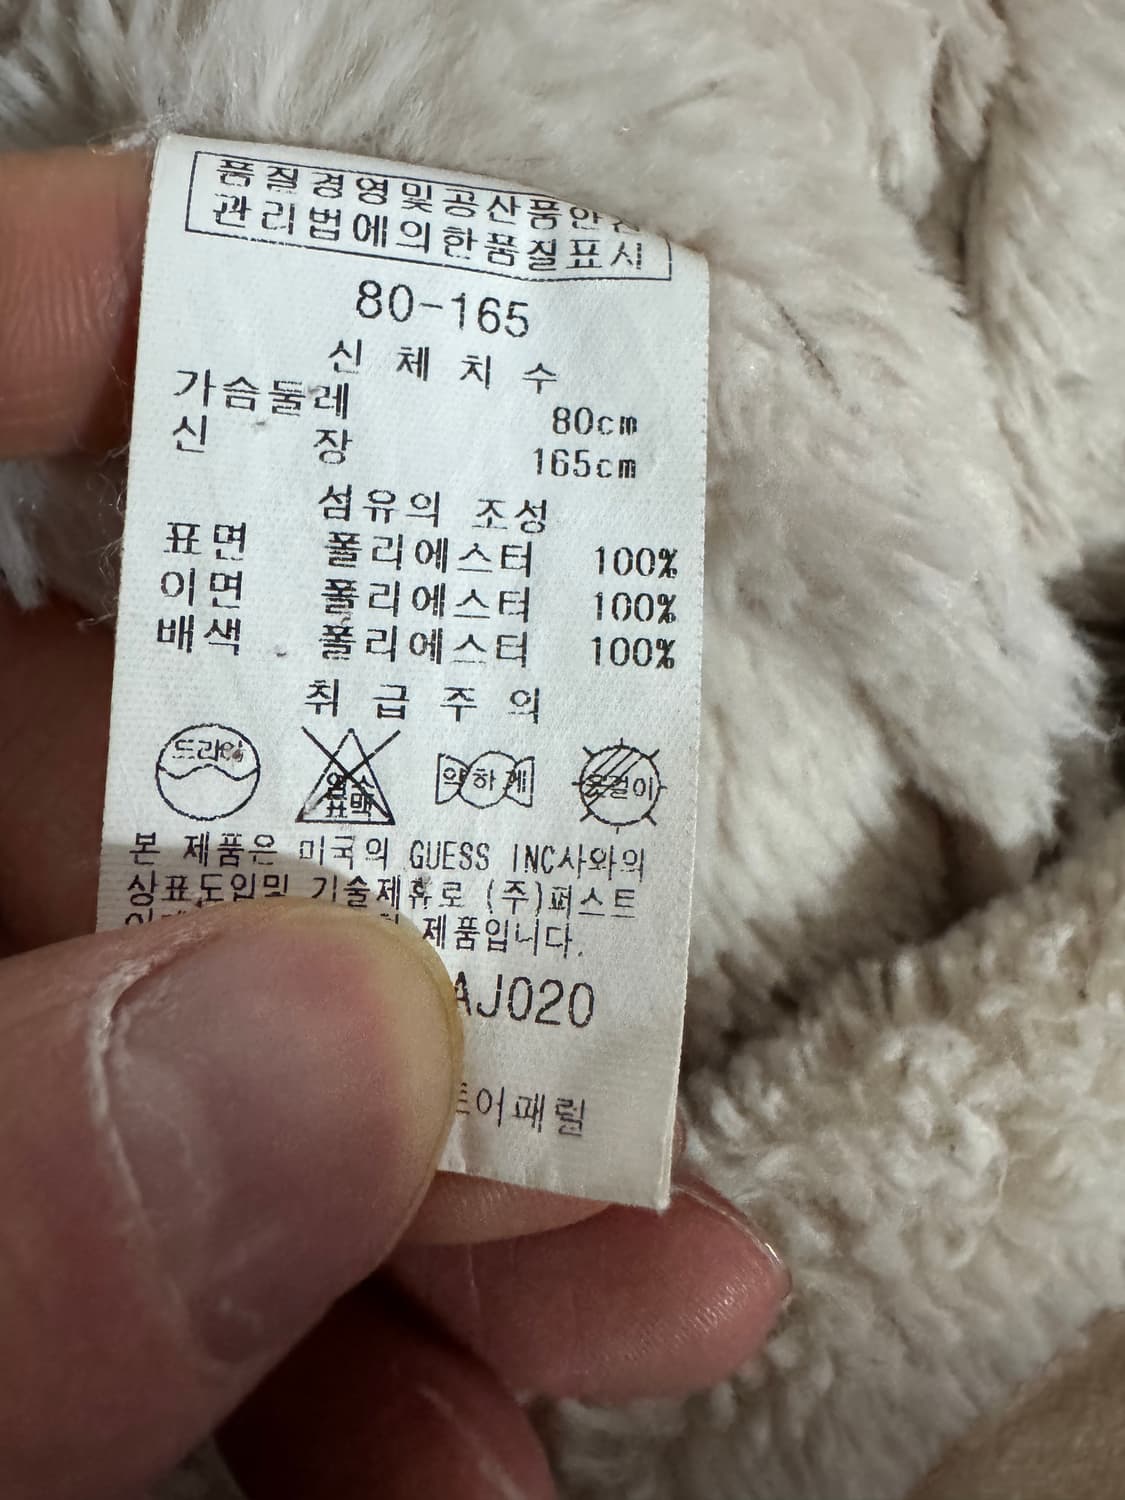 품질경영및공산품안전
관리법에의한품질표시
80-165
신체치수
가슴둘레 80cm
신장 165cm
섬유의 조성
표면 폴리에스터 100%
이면 폴리에스터 100%
배색 폴리에스터 100%
취급주의
드라이 염소표백 약하게 옷걸이
본 제품은 미국의 GUESS INC사와의
상표도입및 기술제휴로 (주)퍼스트
제품입니다.
AJ020
어패럴